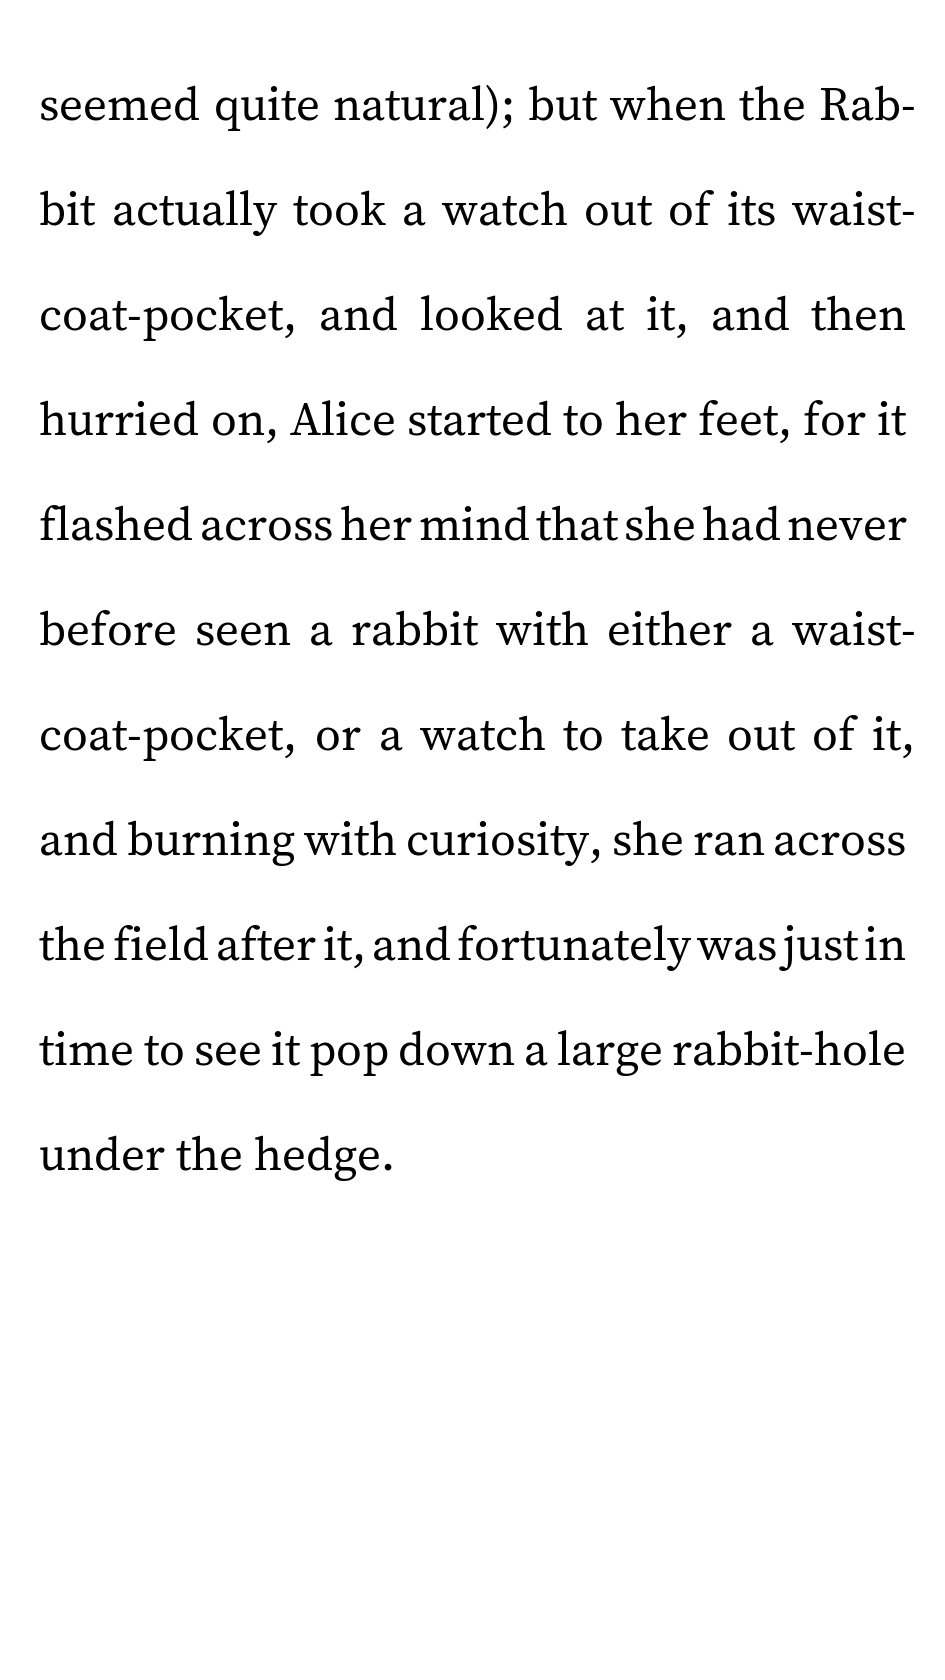 seemed quite natural); but when the Rab-
bit actually took a watch out of its waist-
coat-pocket, and looked at it, and then
hurried on, Alice started to her feet, for it
flashed across her mind that she had never
before seen a rabbit with either a waist-
coat-pocket, or a watch to take out of it,
and burning with curiosity, she ran across
the field after it, and fortunately was just in
time to see it pop down a large rabbit-hole
under the hedge.